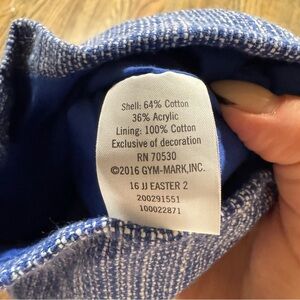 Shell: 64% Cotton
36% Acrylic
Lining: 100% Cotton
Exclusive of decoration
RN 70530
©2016 GYM-MARK,INC.
16 JJ EASTER 2
200291551
100022871